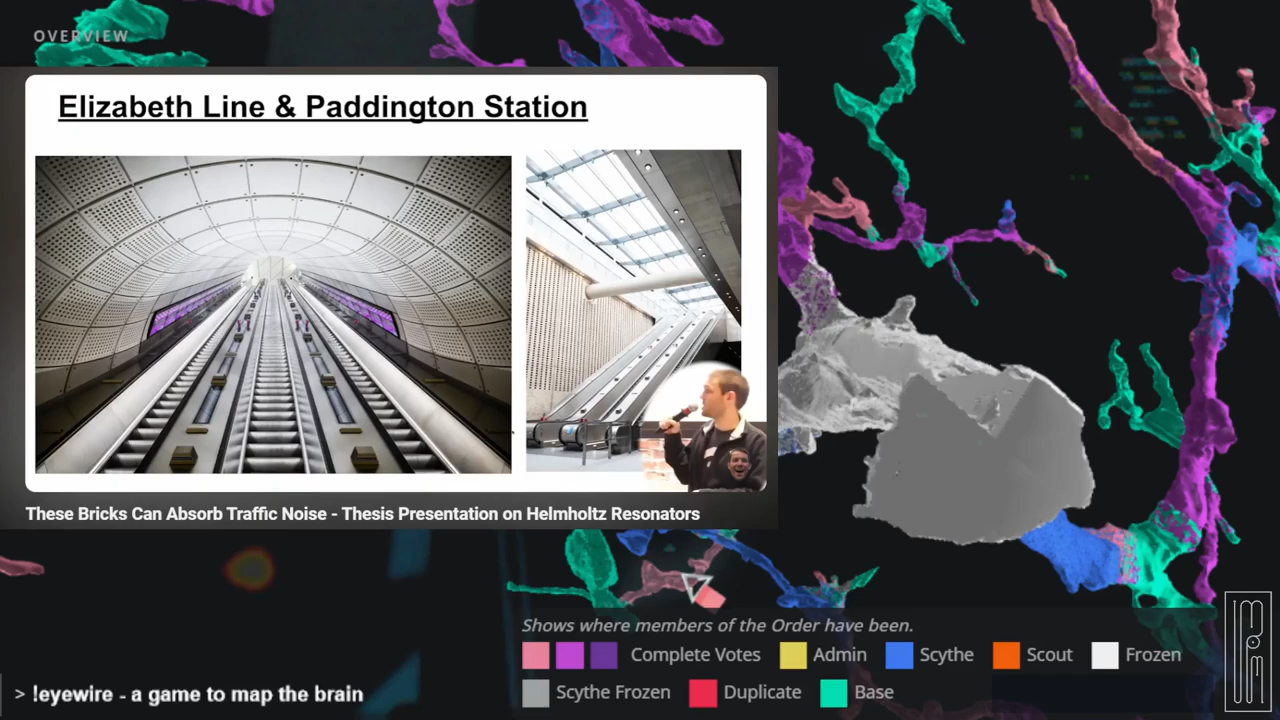 OVERVIEW
Elizabeth Line & Paddington Station
These Bricks Can Absorb Traffic Noise - Thesis Presentation on Helmholtz Resonators
Shows where members of the Order have been.
Complete Votes Admin Scythe Scout Frozen
Scythe Frozen Duplicate Base
> !eyewire - a game to map the brain